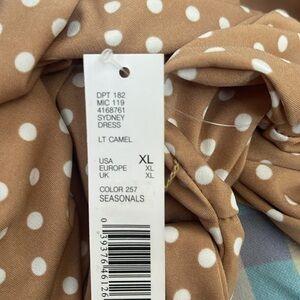 DPT 182
MIC 119
4168761
SYDNEY
DRESS
LT CAMEL
USA XL
EUROPE XL
UK XL
COLOR 257
SEASONALS